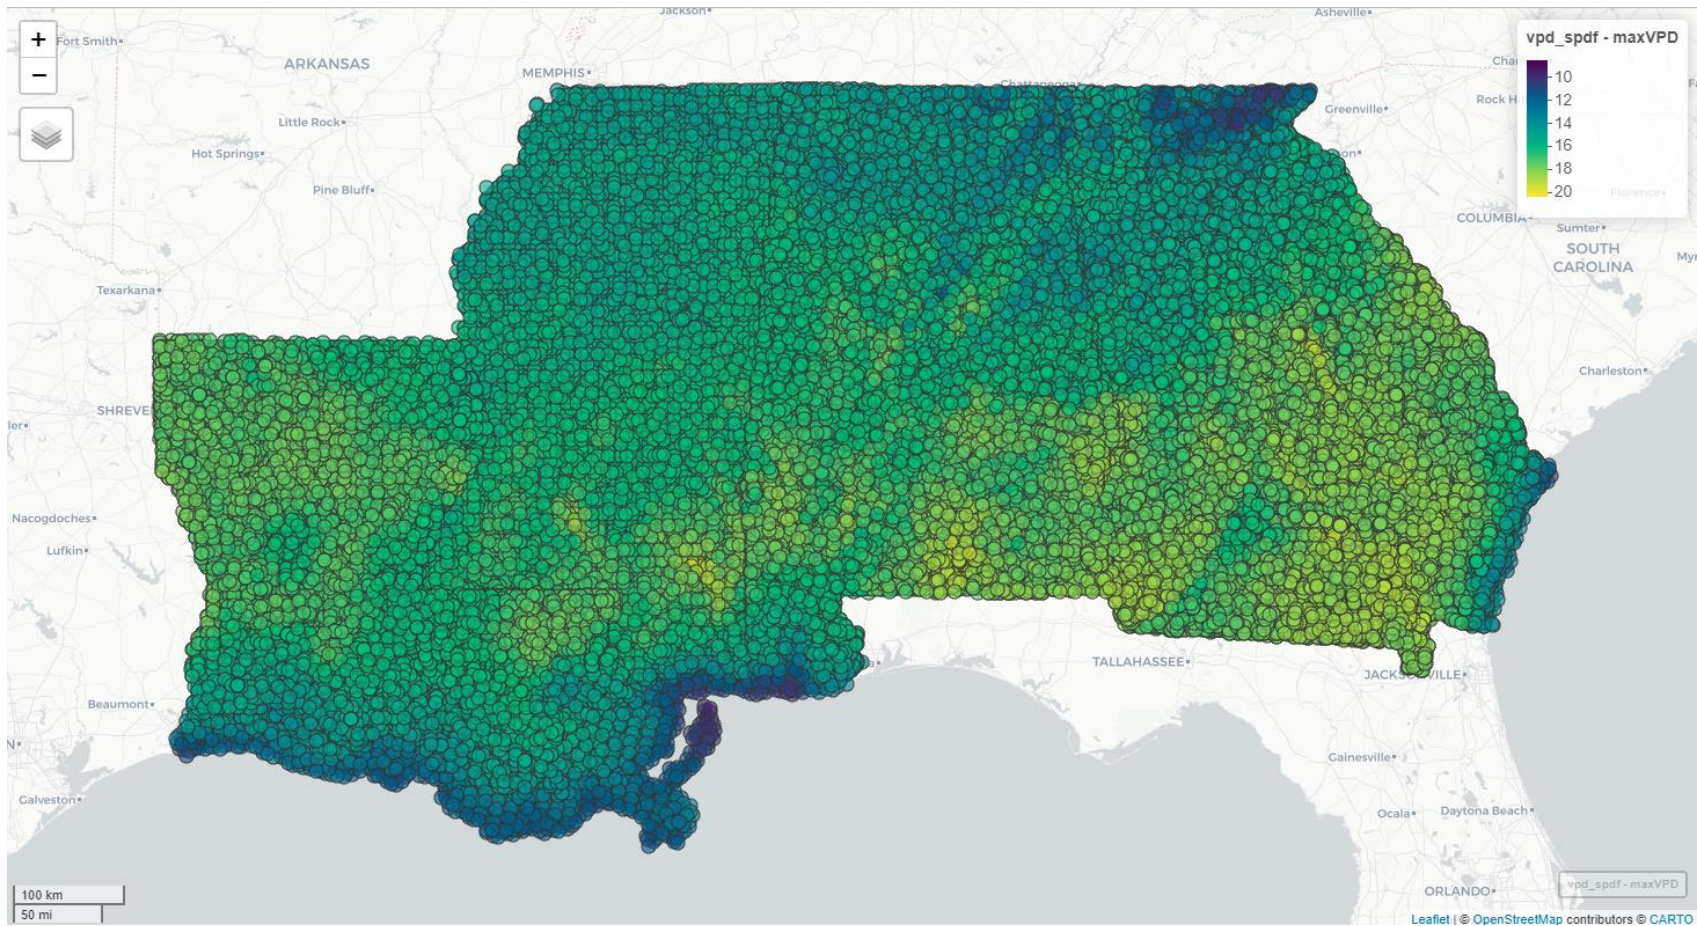 Jackson
Asheville
+
Fort Smith
vpd_spdf - maxVPD
ARKANSAS
−
MEMPHIS
10
Chattanooga
Rock H
12
Greenville
Little Rock
14
16
Hot Springs
18
20
Pine Bluff
Florence
COLUMBIA
Sumter
SOUTH
CAROLINA
Texarkana
Charleston
SHREVE
Nacogdoches
Lufkin
TALLAHASSEE
Beaumont
Gainesville
Galveston
Ocala
Daytona Beach
vpd_spdf - maxVPD
100 km
ORLANDO
50 mi
Leaflet | © OpenStreetMap contributors © CARTO